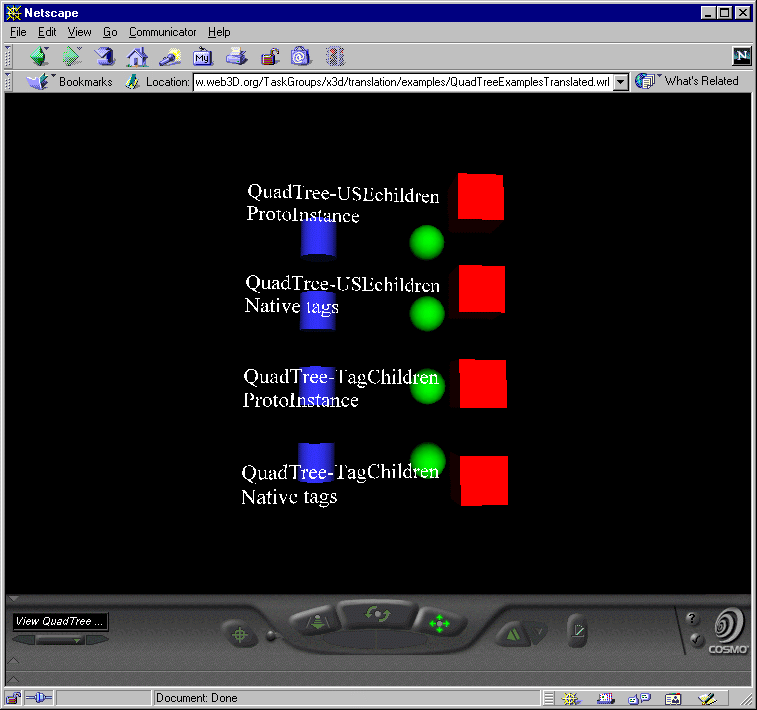 Netscape
File Edit View Go Communicator Help
My
N
Bookmarks Location: w.web3D.org/TaskGroups/x3d/translation/examples/QuadTreeExamplesTranslated.wrl What's Related
QuadTree-USEchildren
ProtoInstance
QuadTree-USEchildren
Native tags
QuadTree-TagChildren
ProtoInstance
QuadTree-TagChildren
Native tags
View QuadTree ...
?
COSMO
Document: Done